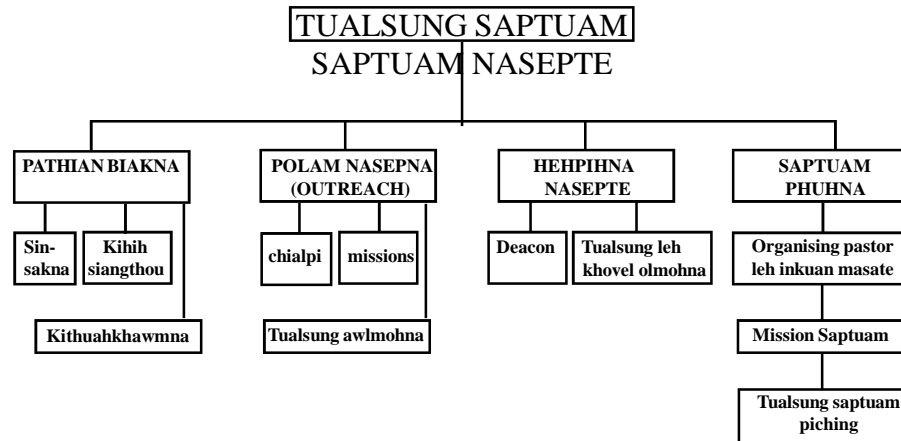 TUALSUNG SAPTUAM
SAPTUAM NASEPTE
PATHIAN BIAKNA
POLAM NASEPNA
(OUTREACH)
HEHPIHNA
NASEPTE
SAPTUAM
PHUHNA
Sin-
sakna
Kihih
siangthou
chialpi
missions
Deacon
Tualsung leh
khovel olmohna
Organising pastor
leh inkuan masate
Kithuahkhawmna
Tualsung awlmohna
Mission Saptuam
Tualsung saptuam
piching